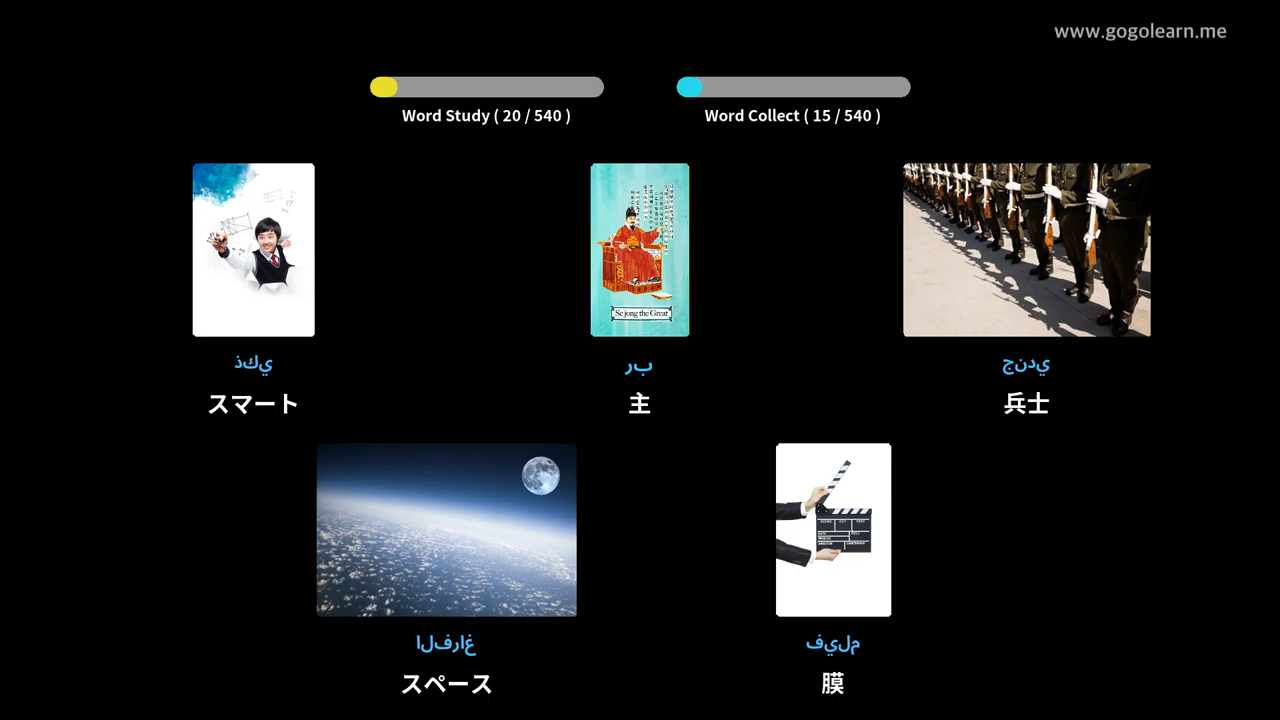 www.gogolearn.me
Word Study ( 20 / 540 )
Word Collect ( 15 / 540 )
Sejong the Great
ذكي
スマート
رب
主
جندي
兵士
الفراغ
スペース
فيلم
膜